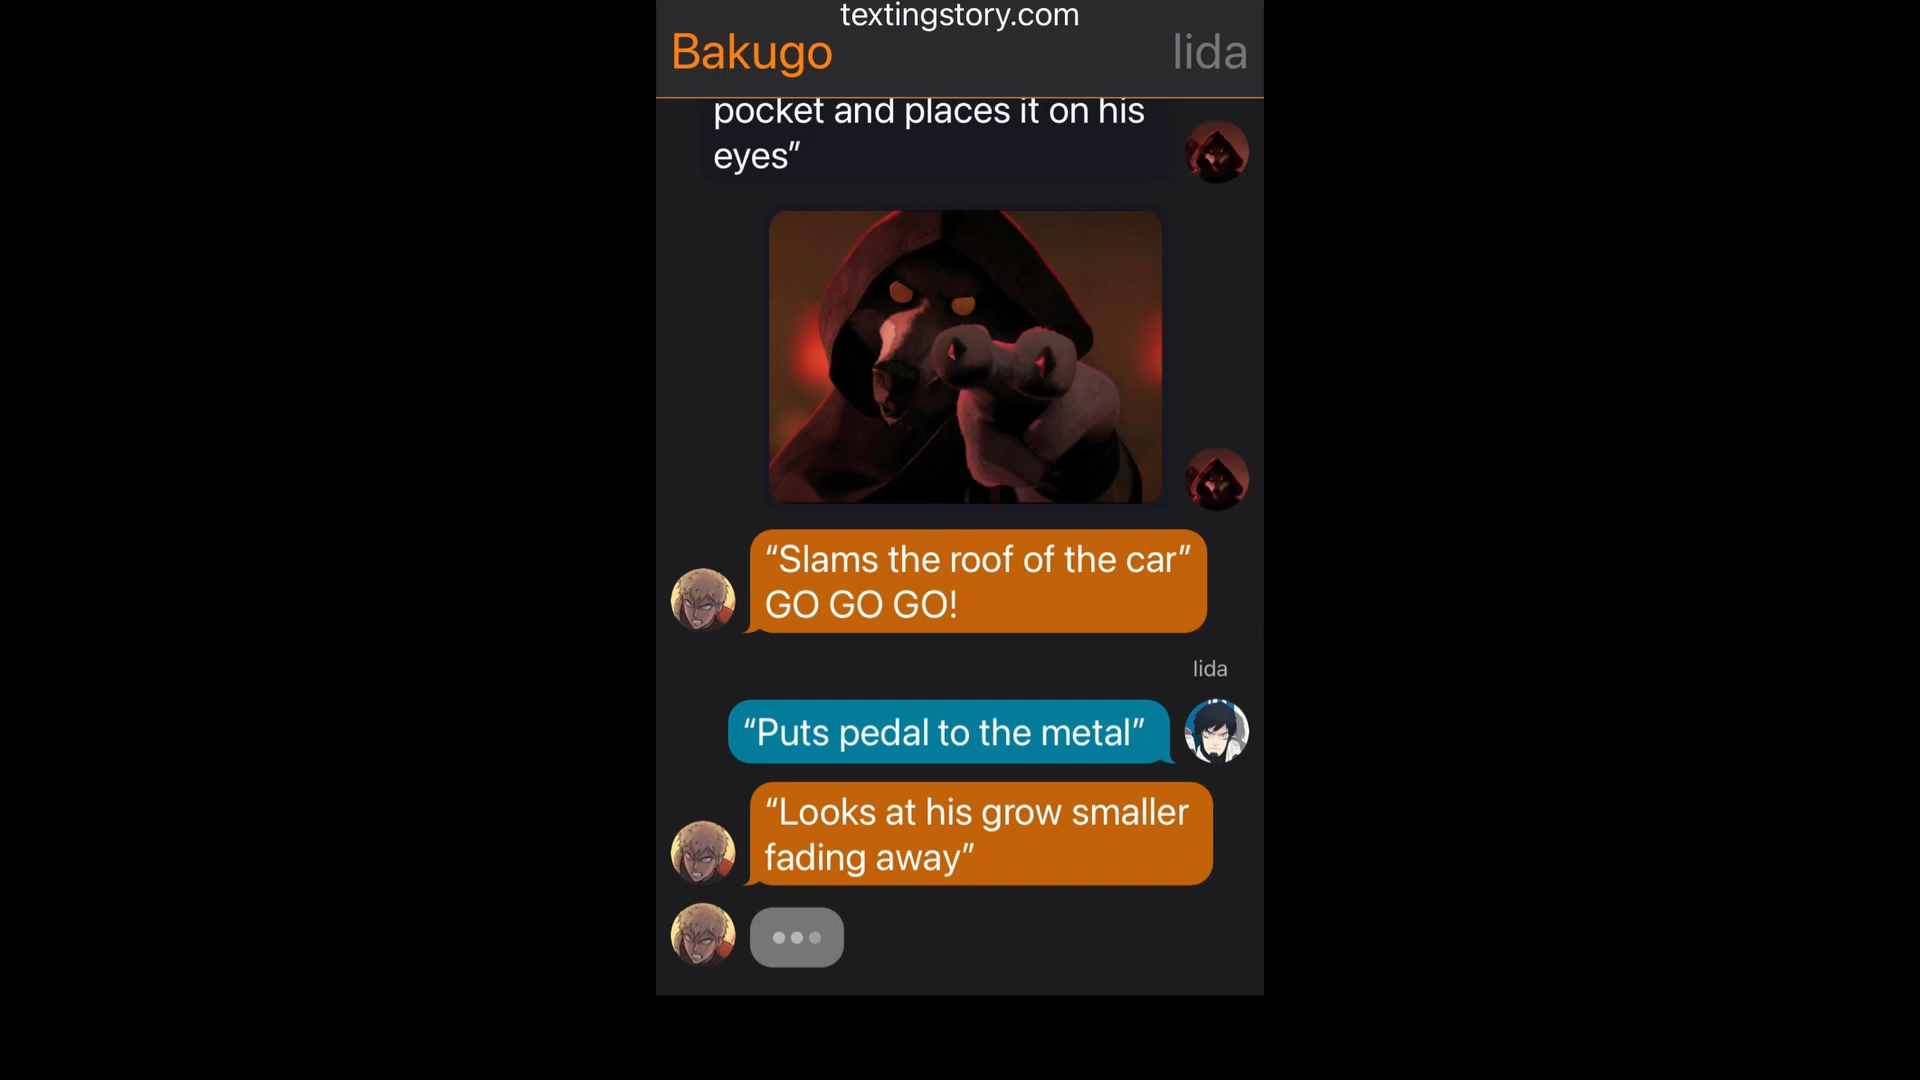 textingstory.com
Bakugo
Iida
pocket and places it on his
eyes”
“Slams the roof of the car”
GO GO GO!
Iida
“Puts pedal to the metal”
“Looks at his grow smaller
fading away”